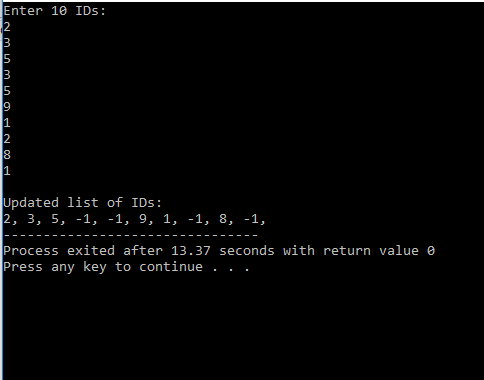 Enter 10 IDs:
2
3
5
3
5
9
1
2
8
1
Updated list of IDs:
2, 3, 5, -1, -1, 9, 1, -1, 8, -1,
--------------------------------
Process exited after 13.37 seconds with return value 0
Press any key to continue . . .